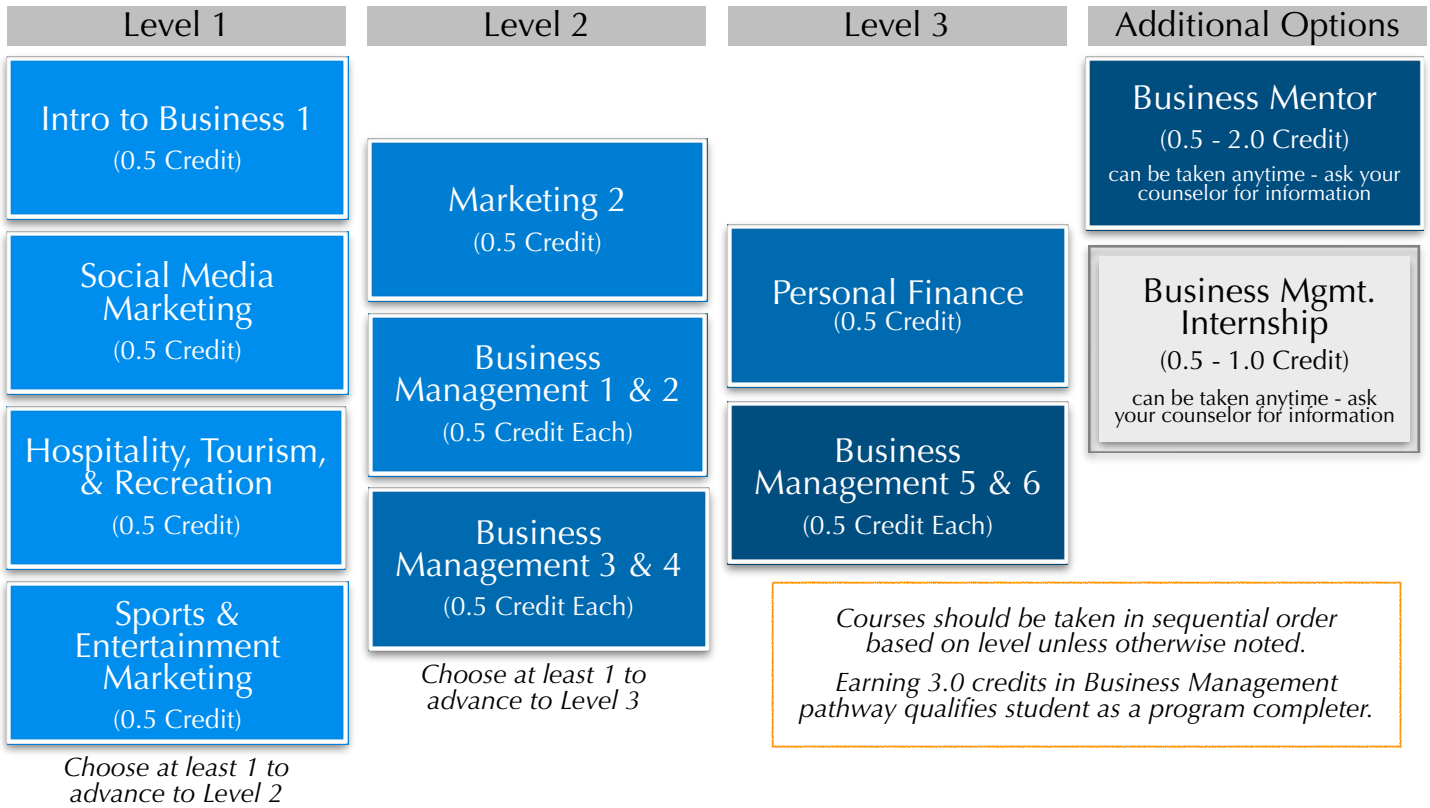 Level 1
Intro to Business 1
(0.5 Credit)
Social Media
Marketing
(0.5 Credit)
Hospitality, Tourism,
& Recreation
(0.5 Credit)
Sports &
Entertainment
Marketing
(0.5 Credit)
Choose at least 1 to
advance to Level 2
Level 2
Marketing 2
(0.5 Credit)
Business
Management 1 & 2
(0.5 Credit Each)
Business
Management 3 & 4
(0.5 Credit Each)
Choose at least 1 to
advance to Level 3
Level 3
Personal Finance
(0.5 Credit)
Business
Management 5 & 6
(0.5 Credit Each)
Additional Options
Business Mentor
(0.5 - 2.0 Credit)
can be taken anytime - ask your
counselor for information
Business Mgmt.
Internship
(0.5 - 1.0 Credit)
can be taken anytime - ask
your counselor for information
Courses should be taken in sequential order
based on level unless otherwise noted.
Earning 3.0 credits in Business Management
pathway qualifies student as a program completer.